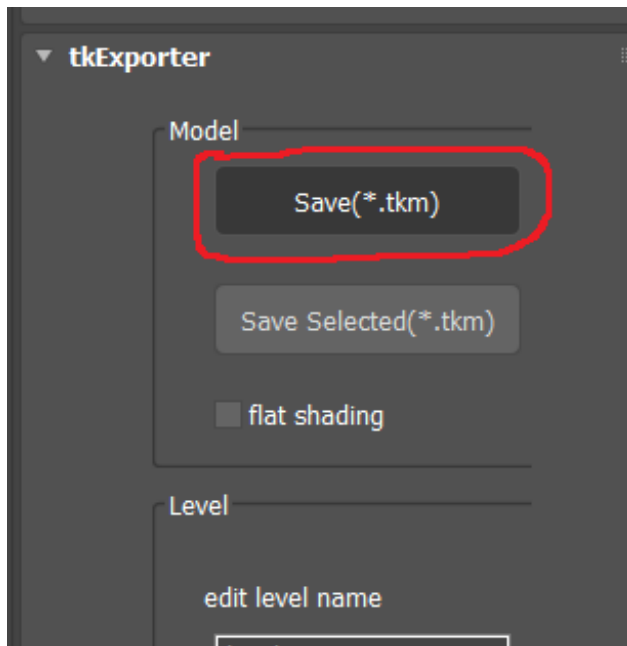 tkExporter
Model
Save(*.tkm)
Save Selected(*.tkm)
flat shading
Level
edit level name